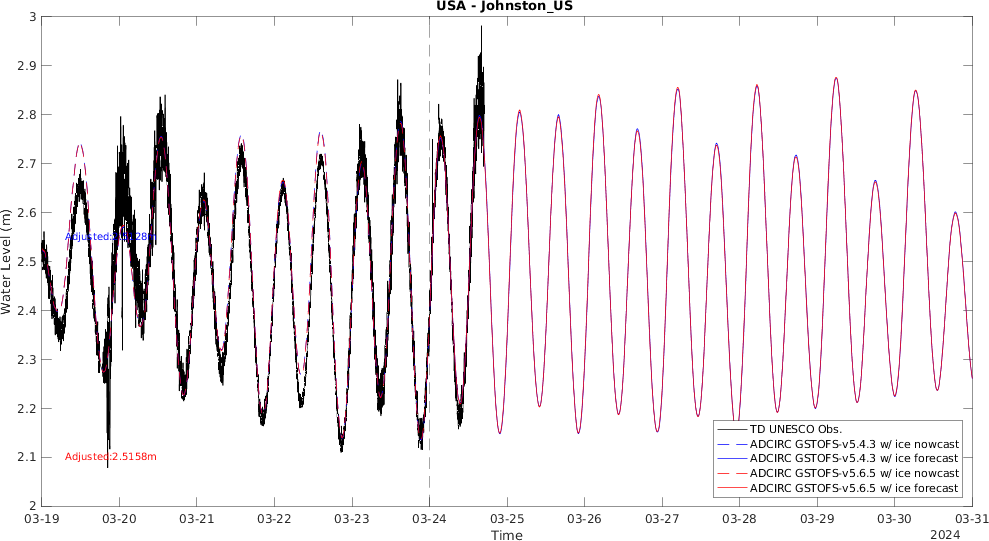 USA - Johnston_US
3
2.9
2.8
2.7
2.6
2.5
2.4
2.3
2.2
2.1
2
Water Level (m)
Adjusted:
Adjusted:2.5158m
TD UNESCO Obs.
ADCIRC GSTOFS-v5.4.3 w/ ice nowcast
ADCIRC GSTOFS-v5.4.3 w/ ice forecast
ADCIRC GSTOFS-v5.6.5 w/ ice nowcast
ADCIRC GSTOFS-v5.6.5 w/ ice forecast
03-19 03-20 03-21 03-22 03-23 03-24 03-25 03-26 03-27 03-28 03-29 03-30 03-31
Time
2024